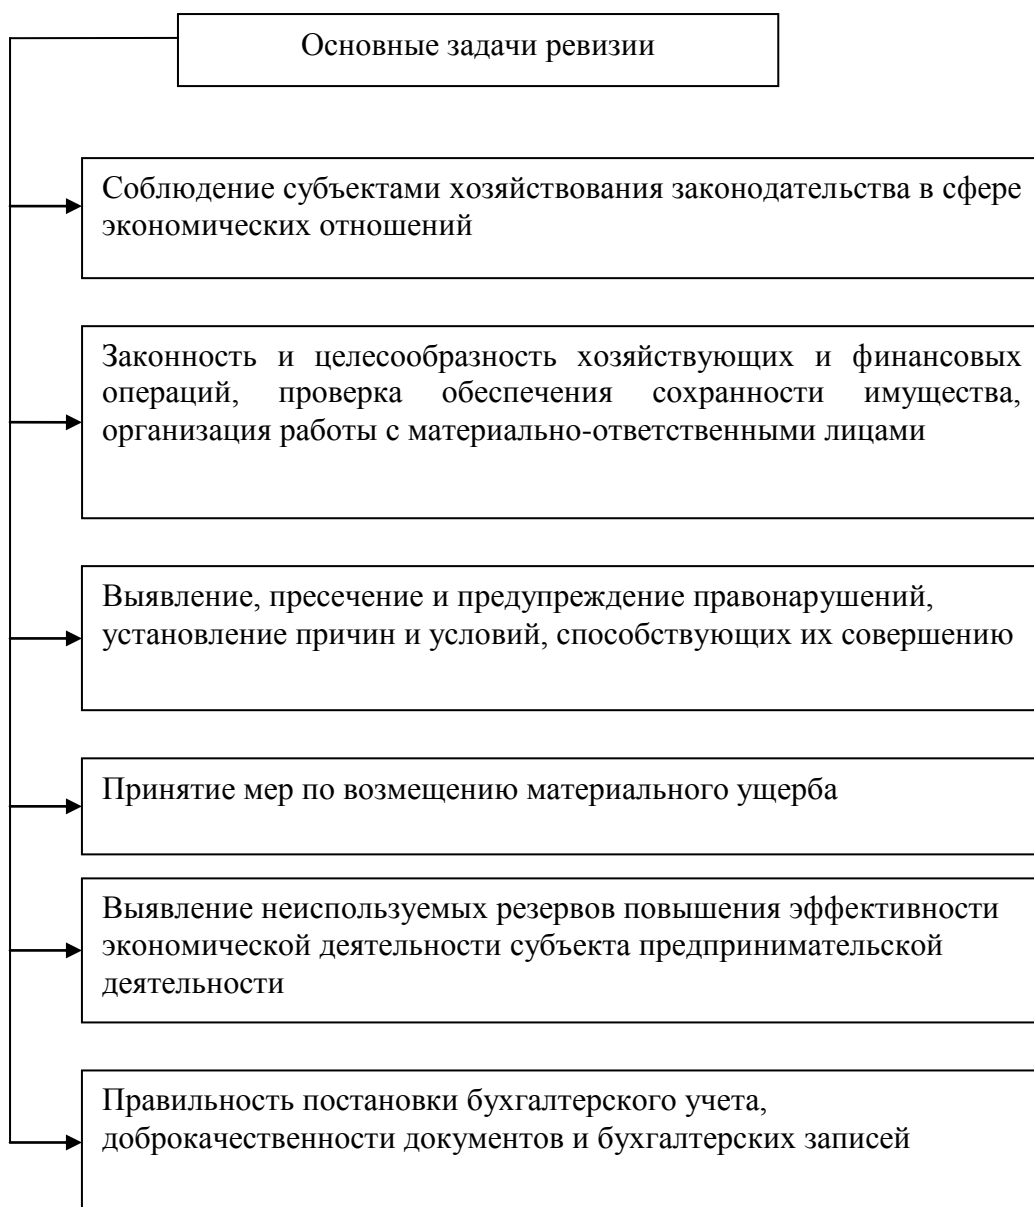 Основные задачи ревизии
Соблюдение субъектами хозяйствования законодательства в сфере
экономических отношений
Законность и целесообразность хозяйствующих и финансовых
операций, проверка обеспечения сохранности имущества,
организация работы с материально-ответственными лицами
Выявление, пресечение и предупреждение правонарушений,
установление причин и условий, способствующих их совершению
Принятие мер по возмещению материального ущерба
Выявление неиспользуемых резервов повышения эффективности
экономической деятельности субъекта предпринимательской
деятельности
Правильность постановки бухгалтерского учета,
доброкачественности документов и бухгалтерских записей